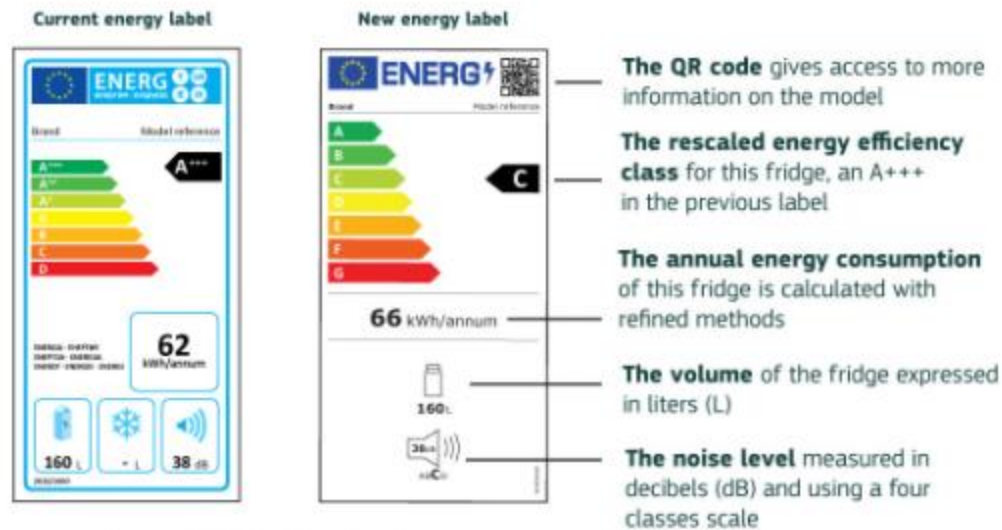 Current energy label
New energy label
ENERG
Brand
Model reference
A+++
A++
A+
B
C
D
A+++
62
kWh/annum
160 L
- L
38 dB
ENERG
Brand
Model reference
A
B
C
D
E
F
G
C
66 kWh/annum
160 L
38
C
The QR code gives access to more
information on the model
The rescaled energy efficiency
class for this fridge, an A+++
in the previous label
The annual energy consumption
of this fridge is calculated with
refined methods
The volume of the fridge expressed
in liters (L)
The noise level measured in
decibels (dB) and using a four
classes scale